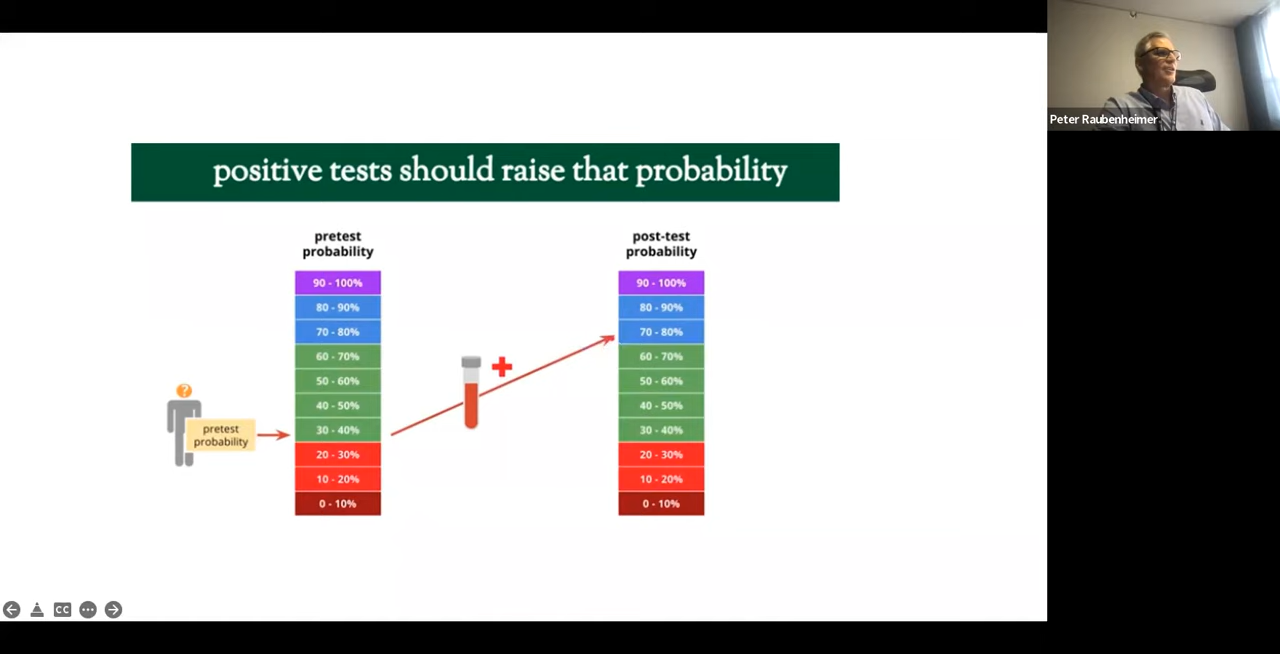 positive tests should raise that probability
pretest
probability
90 - 100%
80 - 90%
70 - 80%
60 - 70%
50 - 60%
40 - 50%
30 - 40%
20 - 30%
10 - 20%
0 - 10%
?
pretest
probability
post-test
probability
90 - 100%
80 - 90%
70 - 80%
60 - 70%
50 - 60%
40 - 50%
30 - 40%
20 - 30%
10 - 20%
0 - 10%
Peter Raubenheimer
CC